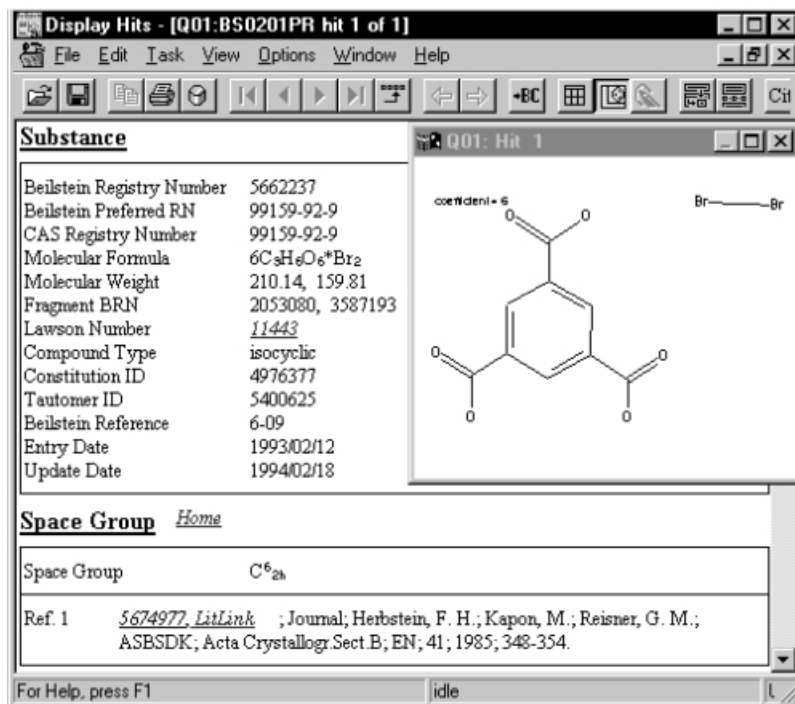 Display Hits - [Q01:BS0201PR hit 1 of 1]
File Edit Task View Options Window Help
•BC Cit
Substance
Q01: Hit 1
Beilstein Registry Number 5662237
Beilstein Preferred RN 99159-92-9
CAS Registry Number 99159-92-9
Molecular Formula 6C₉H₆O₆*Br₂
Molecular Weight 210.14, 159.81
Fragment BRN 2053080, 3587193
Lawson Number 11443
Compound Type isocyclic
Constitution ID 4976377
Tautomer ID 5400625
Beilstein Reference 6-09
Entry Date 1993/02/12
Update Date 1994/02/18
coefficient = 6
Br Br
O O
O O
O O
Space Group Home
Space Group C⁶₂ₕ
Ref. 1 5674977, LitLink ; Journal; Herbstein, F. H.; Kapon, M.; Reisner, G. M.;
ASBSDK; Acta Crystallogr.Sect.B; EN; 41; 1985; 348-354.
For Help, press F1 idle